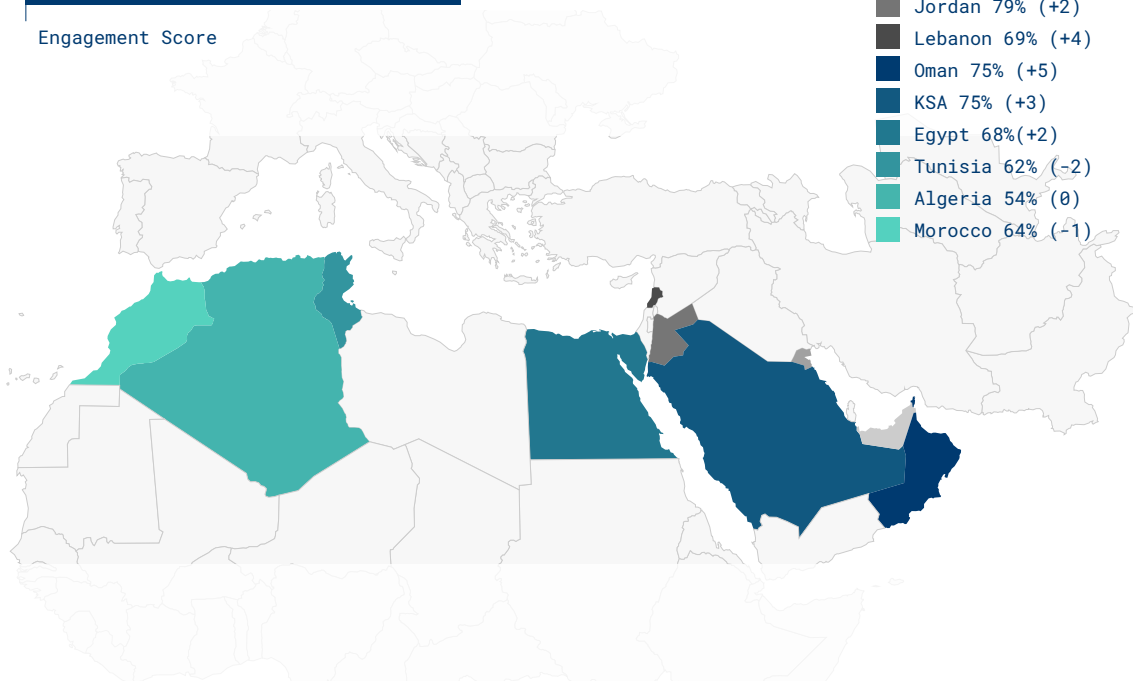 Jordan 79% (+2)
Engagement Score
Lebanon 69% (+4)
Oman 75% (+5)
KSA 75% (+3)
Egypt 68%(+2)
Tunisia 62% (-2)
Algeria 54% (0)
Morocco 64% (-1)